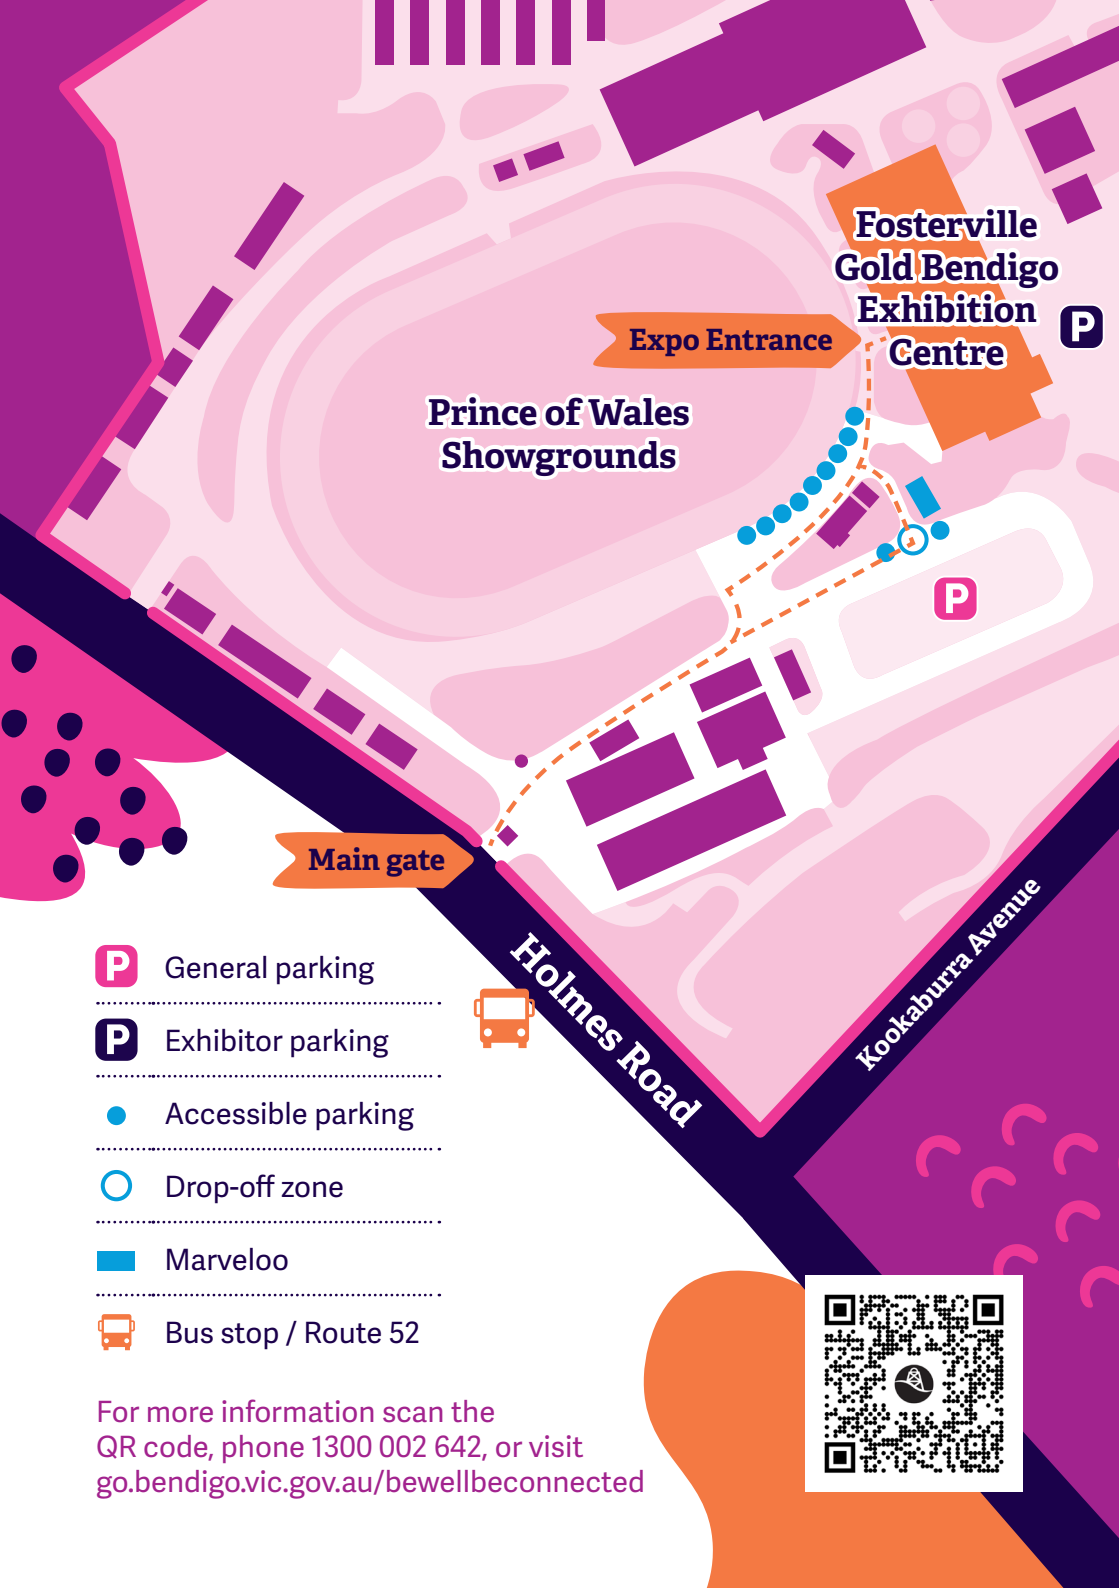 Fosterville
Gold Bendigo
Exhibition
Centre
P
Expo Entrance
Prince of Wales
Showgrounds
P
Main gate
Holmes Road
Kookaburra Avenue
P General parking
P Exhibitor parking
Accessible parking
Drop-off zone
Marveloo
Bus stop / Route 52
For more information scan the
QR code, phone 1300 002 642, or visit
go.bendigo.vic.gov.au/bewellbeconnected